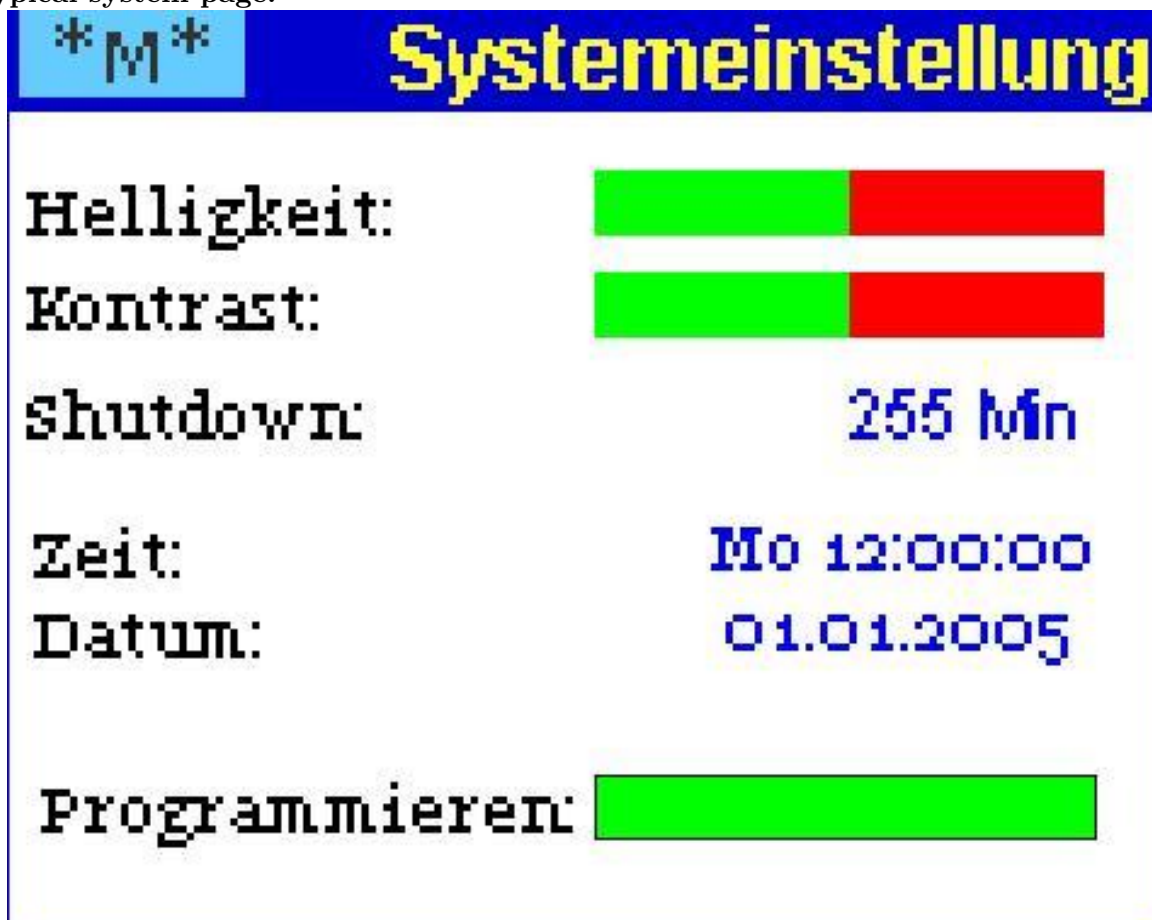 ypical system page.
*M* Systemeinstellung
Helligkeit:
Kontrast:
Shutdown: 255 Min
Zeit: Mo 12:00:00
Datum: 01.01.2005
Programmieren: